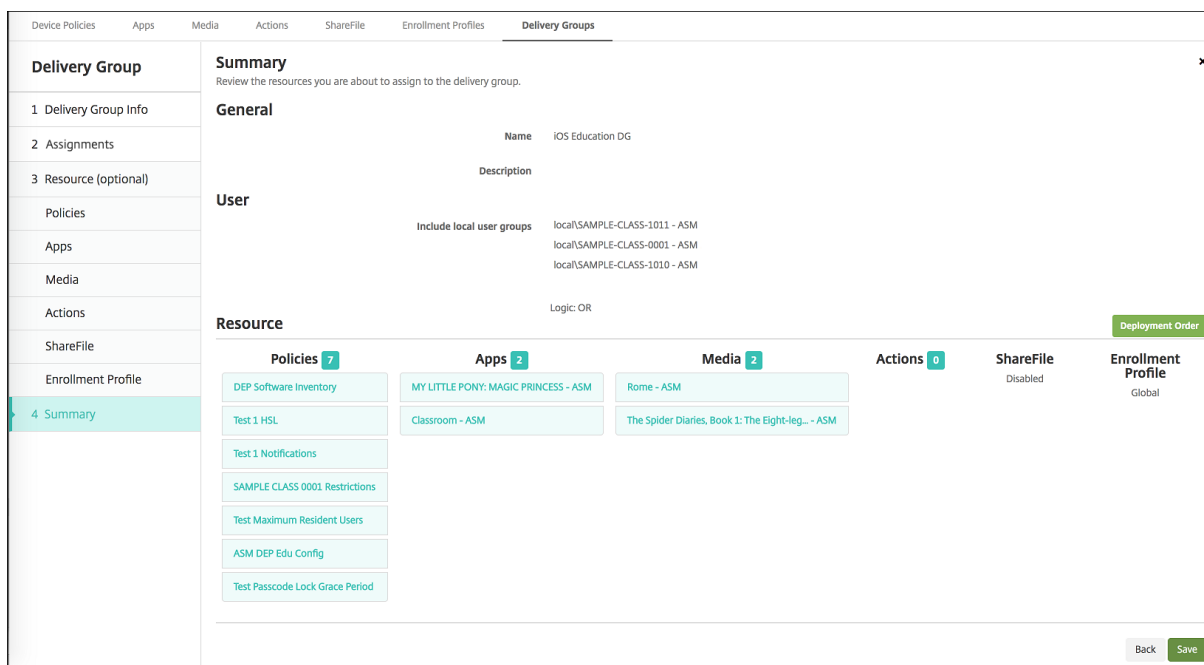 Device Policies Apps Media Actions ShareFile Enrollment Profiles Delivery Groups
Delivery Group
1 Delivery Group Info
2 Assignments
3 Resource (optional)
Policies
Apps
Media
Actions
ShareFile
Enrollment Profile
4 Summary
Summary
Review the resources you are about to assign to the delivery group.
General
Name iOS Education DG
Description
User
Include local user groups local\SAMPLE-CLASS-1011 - ASM
local\SAMPLE-CLASS-0001 - ASM
local\SAMPLE-CLASS-1010 - ASM
Logic: OR
Resource
Deployment Order
Policies 7
DEP Software Inventory
Test 1 HSL
Test 1 Notifications
SAMPLE CLASS 0001 Restrictions
Test Maximum Resident Users
ASM DEP Edu Config
Test Passcode Lock Grace Period
Apps 2
MY LITTLE PONY: MAGIC PRINCESS - ASM
Classroom - ASM
Media 2
Rome - ASM
The Spider Diaries, Book 1: The Eight-leg... - ASM
Actions 0
ShareFile
Disabled
Enrollment
Profile
Global
Back Save